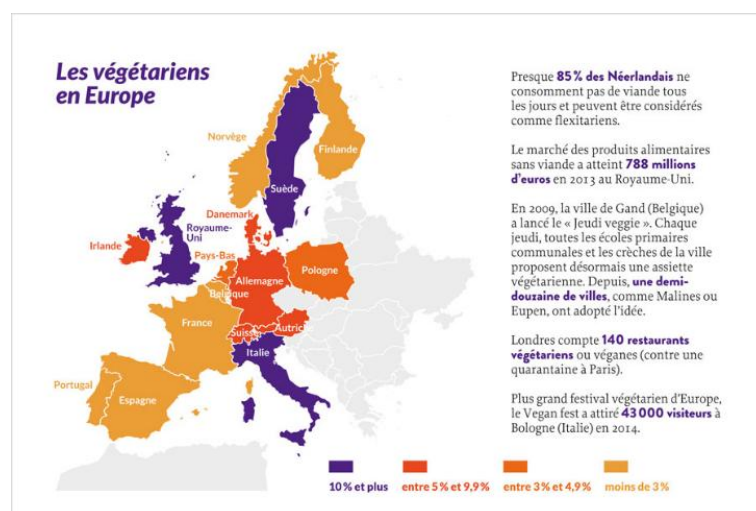 Les végétariens
en Europe
Norvège
Finlande
Suède
Danemark
Royaume-
Uni
Irlande
Pays-Bas
Pologne
Allemagne
Belgique
France
Suisse
Autriche
Italie
Portugal
Espagne
Presque 85 % des Néerlandais ne
consomment pas de viande tous
les jours et peuvent être considérés
comme flexitariens.
Le marché des produits alimentaires
sans viande a atteint 788 millions
d'euros en 2013 au Royaume-Uni.
En 2009, la ville de Gand (Belgique)
a lancé le « Jeudi veggie ». Chaque
jeudi, toutes les écoles primaires
communales et les crèches de la ville
proposent désormais une assiette
végétarienne. Depuis, une demi-
douzaine de villes, comme Malines ou
Eupen, ont adopté l'idée.
Londres compte 140 restaurants
végétariens ou véganes (contre une
quarantaine à Paris).
Plus grand festival végétarien d'Europe,
le Vegan fest a attiré 43 000 visiteurs à
Bologne (Italie) en 2014.
10 % et plus
entre 5 % et 9,9 %
entre 3 % et 4,9 %
moins de 3 %